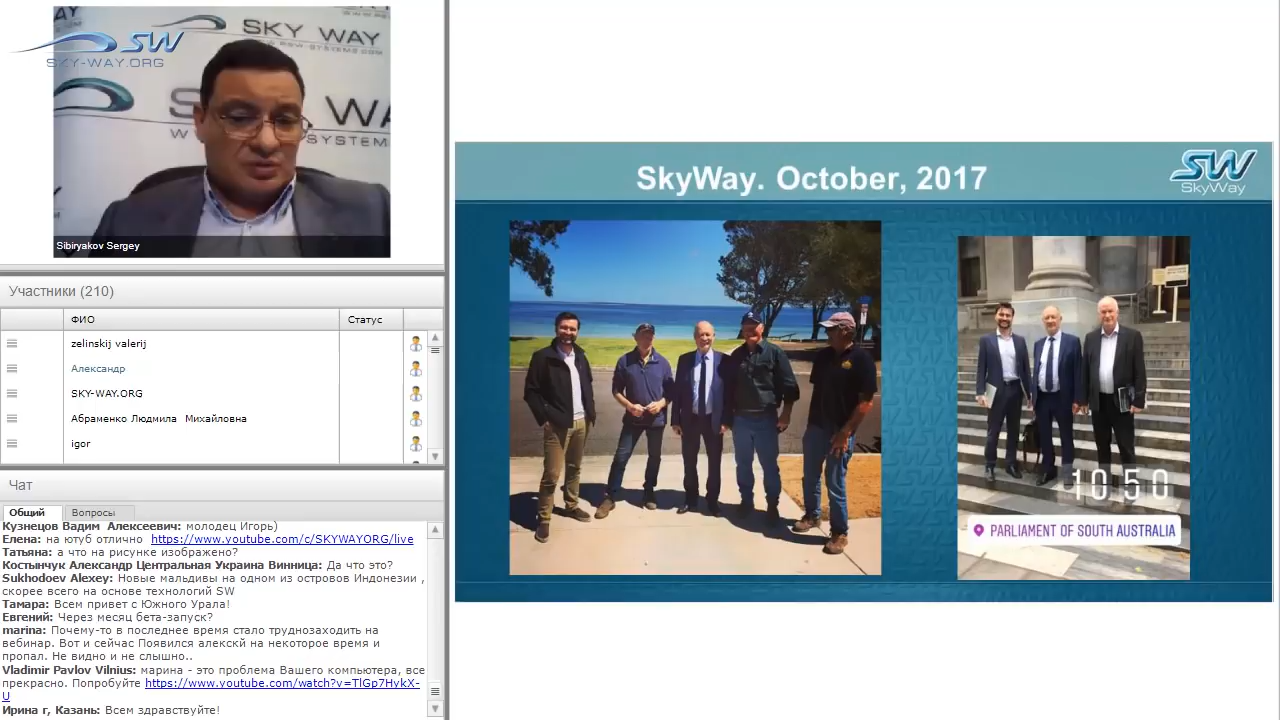 SKY WAY
WWW.RSW-SYSTEMS.COM
SW
SKY-WAY.ORG
Sibiryakov Sergey
Участники (210)
ФИО Статус
zelinskij valerij
Александр
SKY-WAY.ORG
Абраменко Людмила Михайловна
igor
Чат
Общий Вопросы
Кузнецов Вадим Алексеевич: молодец Игорь)
Елена: на ютуб отлично https://www.youtube.com/c/SKYWAYORG/live
Татьяна: а что на рисунке изображено?
Костынчук Александр Центральная Украина Винница: Да что это?
Sukhodoev Alexey: Новые мальдивы на одном из островов Индонезии ,
скорее всего на основе технологий SW
Тамара: Всем привет с Южного Урала!
Евгений: Через месяц бета-запуск?
marina: Почему-то в последнее время стало труднозаходить на
вебинар. Вот и сейчас Появился алекскй на некоторое время и
пропал. Не видно и не слышно..
Vladimir Pavlov Vilnius: марина - это проблема Вашего компьютера, все
прекрасно. Попробуйте https://www.youtube.com/watch?v=TlGp7HykX-
U
Ирина г, Казань: Всем здравствуйте!
SkyWay. October, 2017
SW
SkyWay
10 50
PARLIAMENT OF SOUTH AUSTRALIA